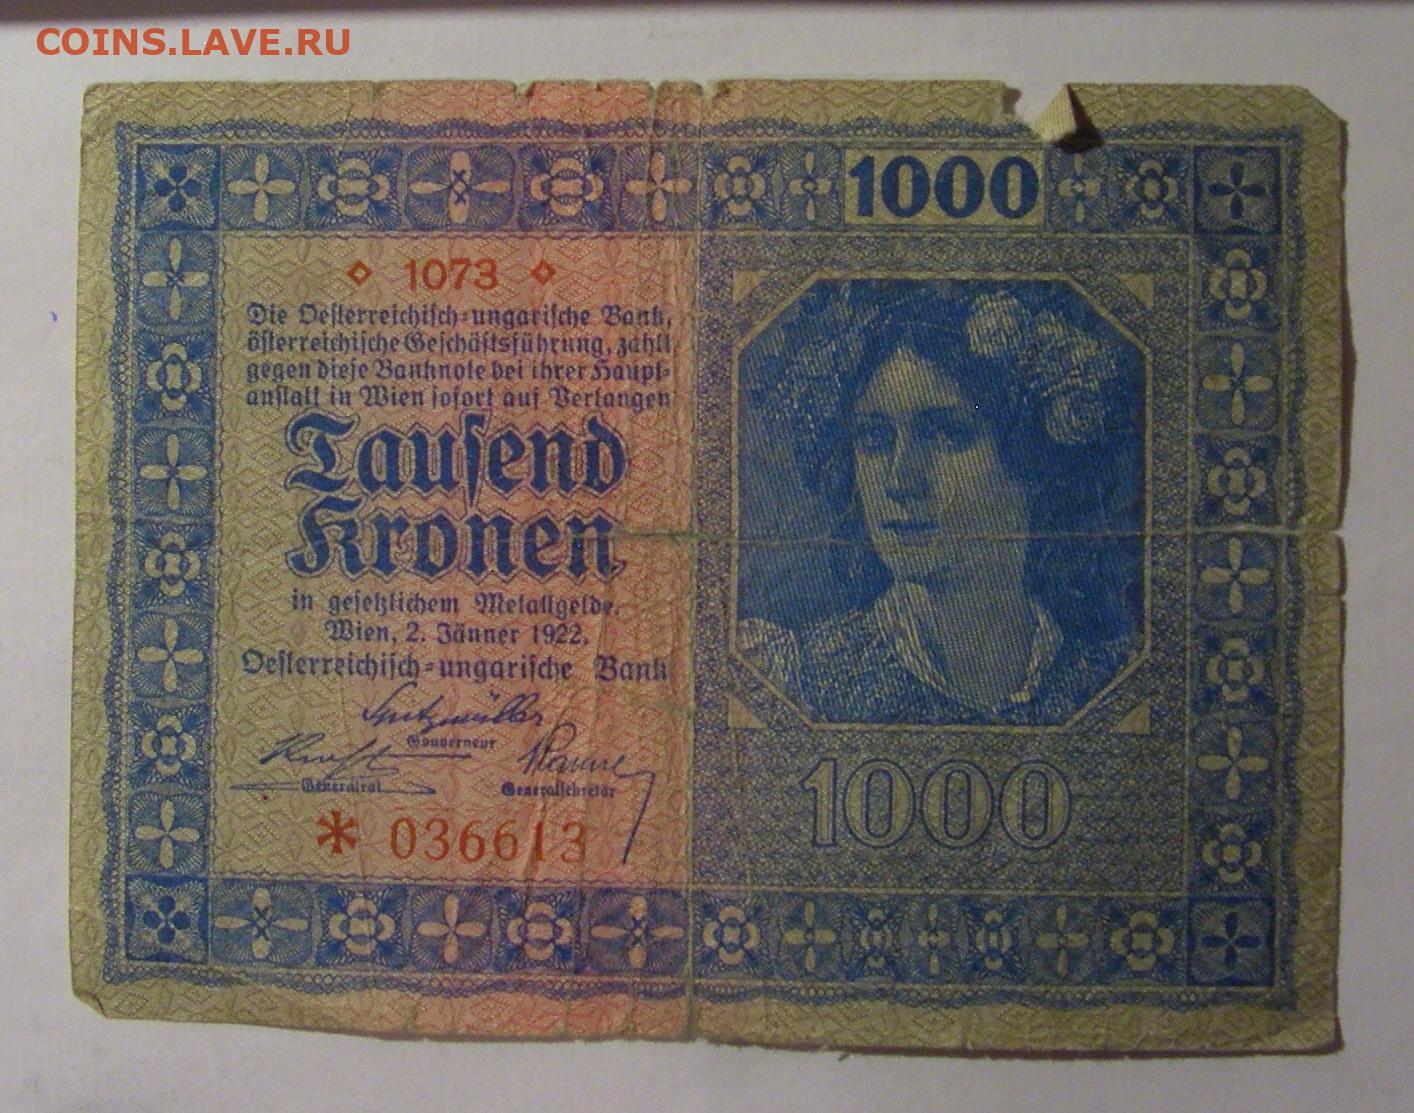 COINS.LAVE.RU
1000
◇ 1073 ◇
Die Oesterreichisch-ungarische Bank,
österreichische Geschäftsführung, zahlt
gegen diese Banknote bei ihrer Haupt-
anstalt in Wien sofort auf Verlangen
Tausend
Kronen
in gesetzlichem Metallgelde.
Wien, 2. Jänner 1922.
Oesterreichisch-ungarische Bank
Spitzmüller
Gouverneur
Generalrat
Generalsekretär
1000
* 036613